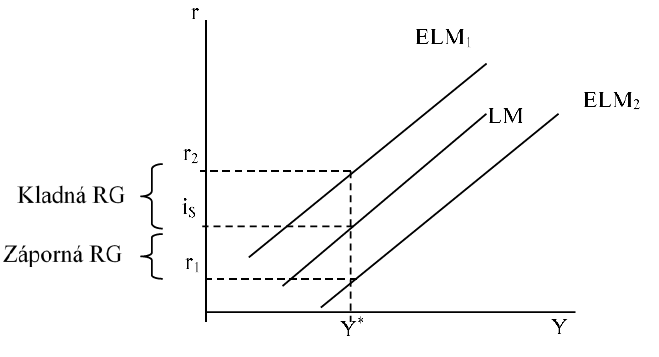 r
ELM₁
ELM₂
LM
r₂
Kladná RG
iₛ
Záporná RG
r₁
Y*
Y